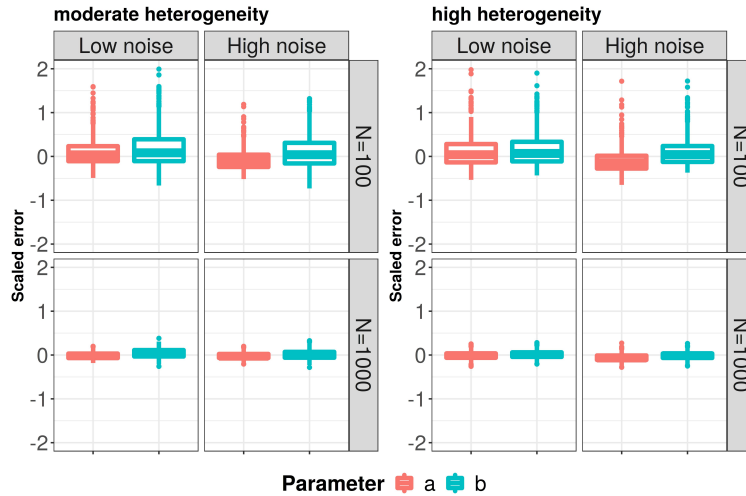 moderate heterogeneity
high heterogeneity
Low noise
High noise
Low noise
High noise
2
1
0
-1
-2
N=100
2
1
0
-1
-2
N=100
Scaled error
Scaled error
2
1
0
-1
-2
N=1000
2
1
0
-1
-2
N=1000
Parameter a b